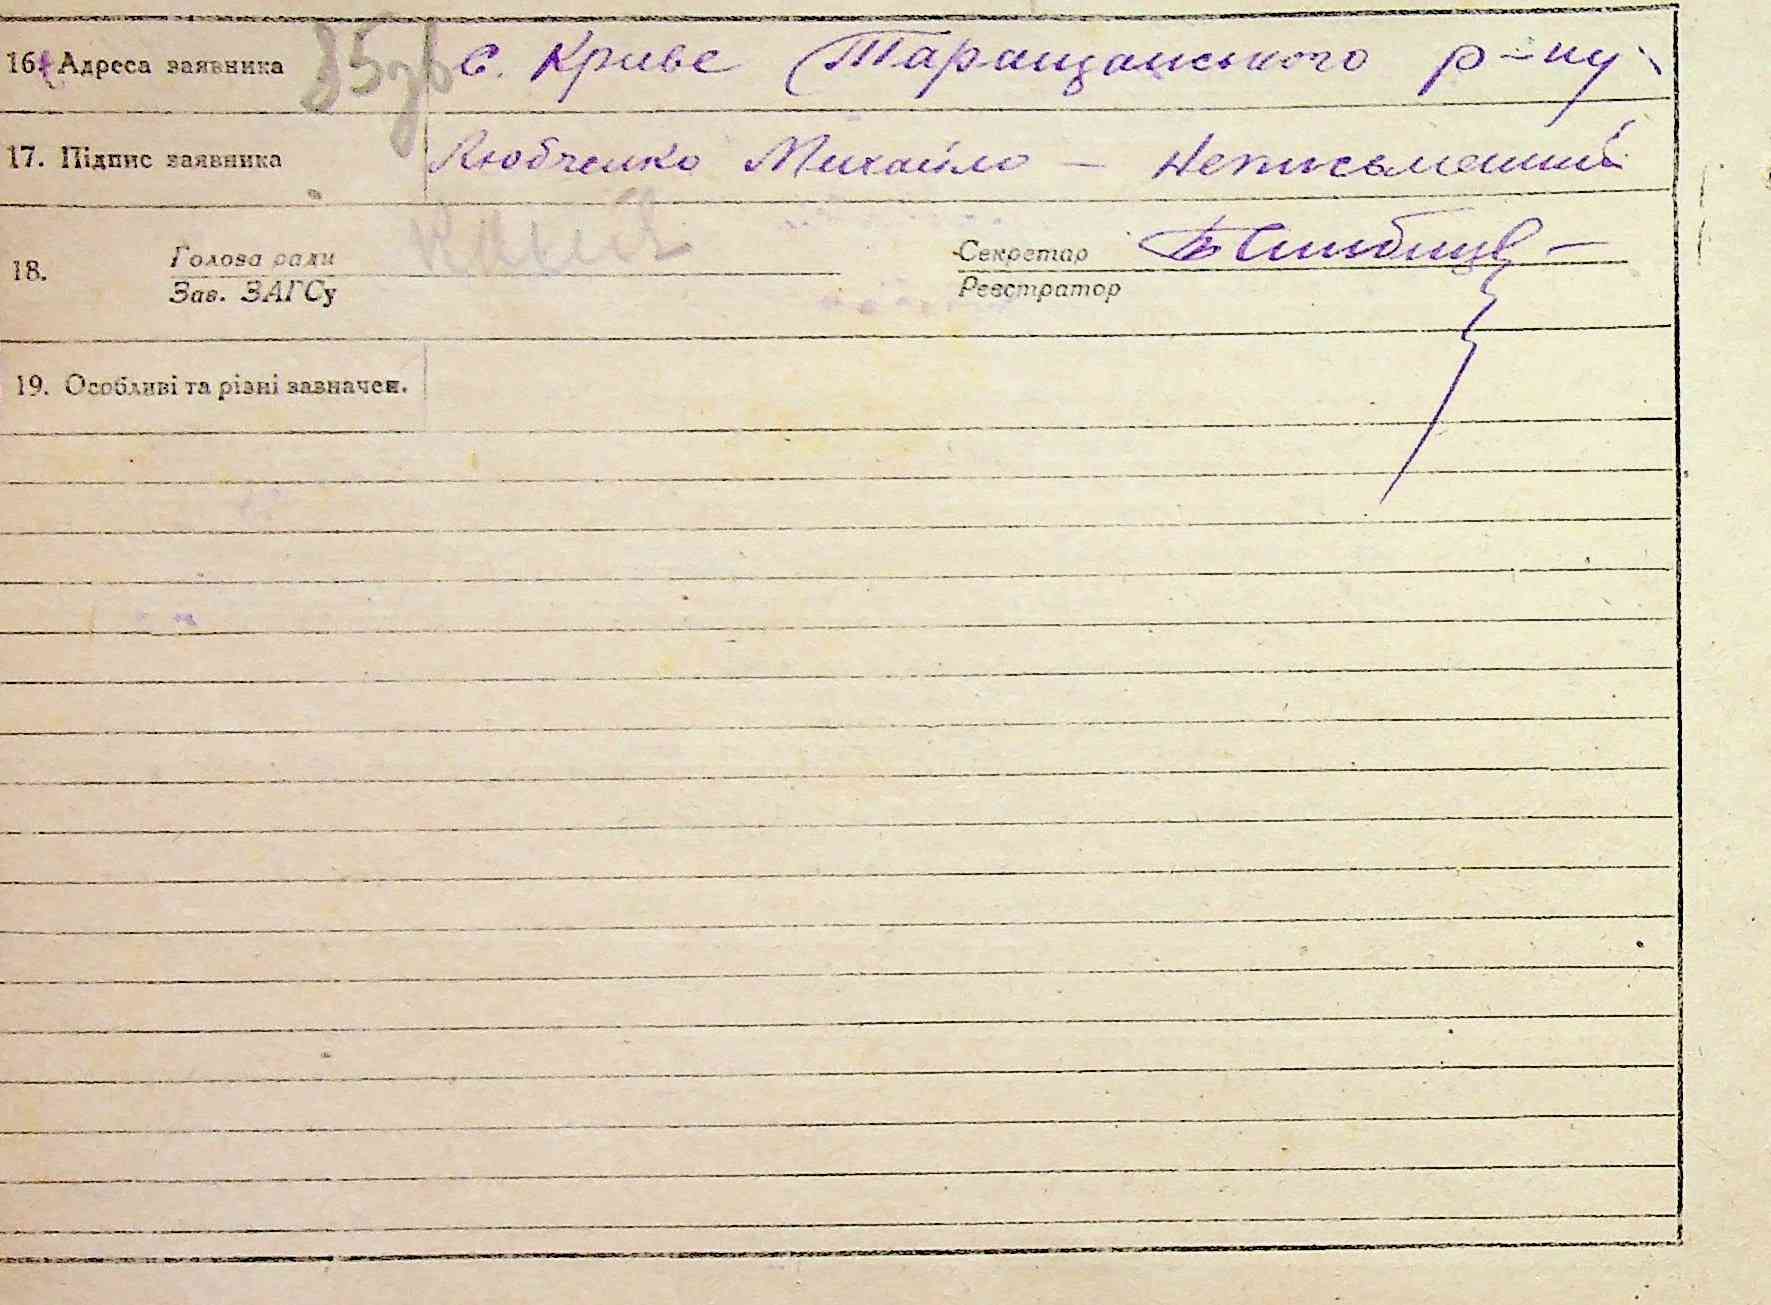 16. Адреса заявника с. Криве Таращанського р-ну
17. Підпис заявника Любченко Михайло — неписьменний
18. Голова ради Секретар
Зав. ЗАГСу Реєстратор
19. Особливі та різні зазначен.